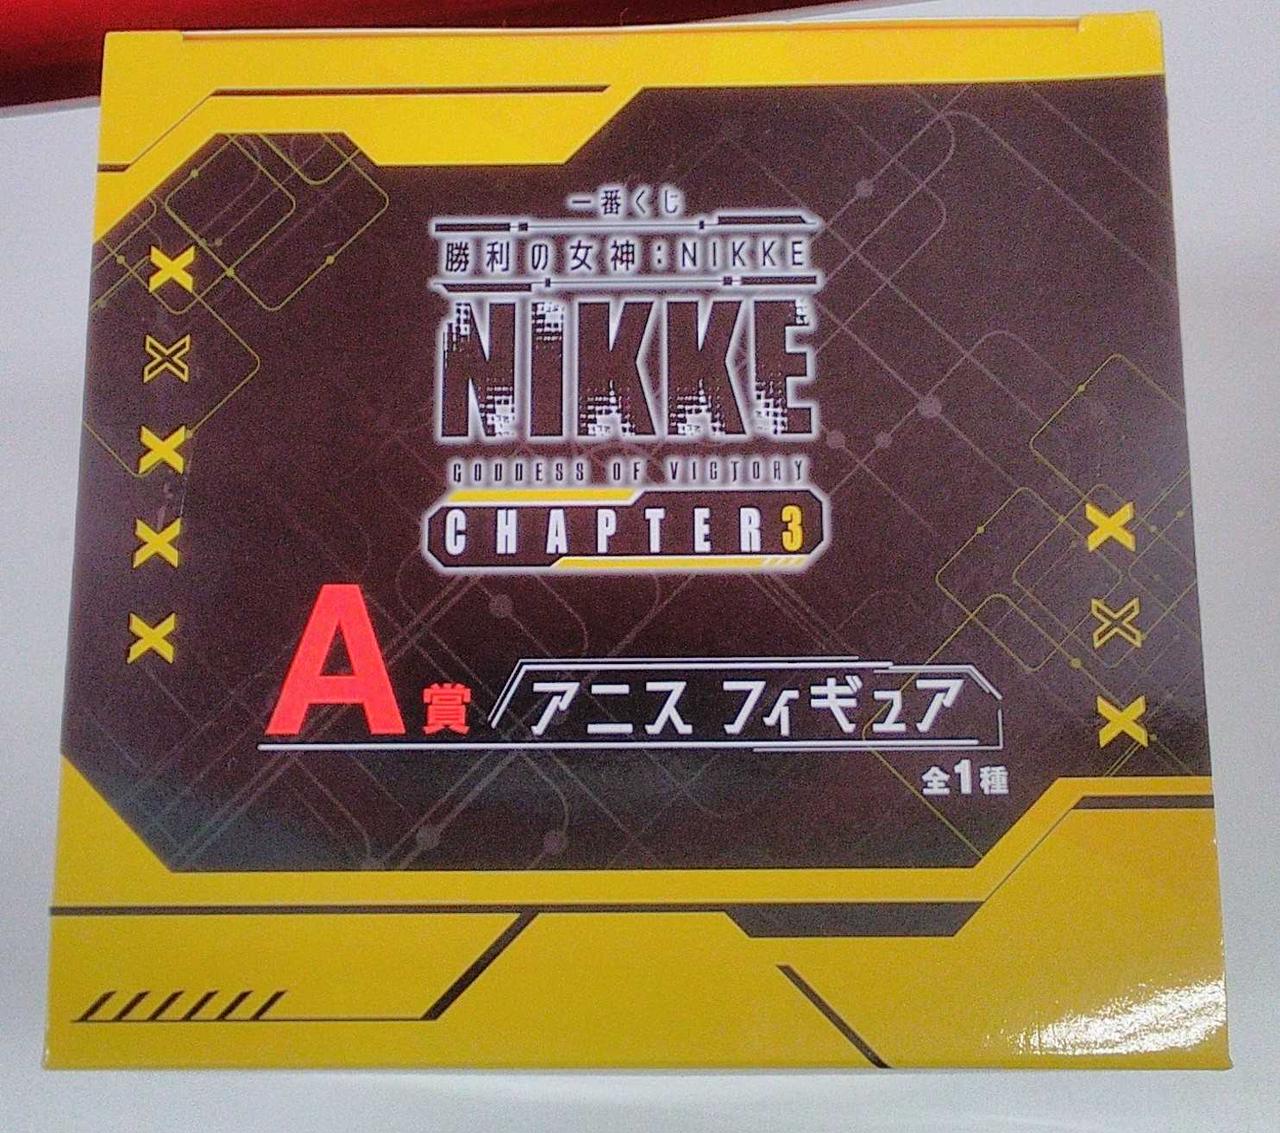 一番くじ
勝利の女神：NIKKE
NIKKE
GODDESS OF VICTORY
CHAPTER3
A賞 アニス フィギュア
全1種